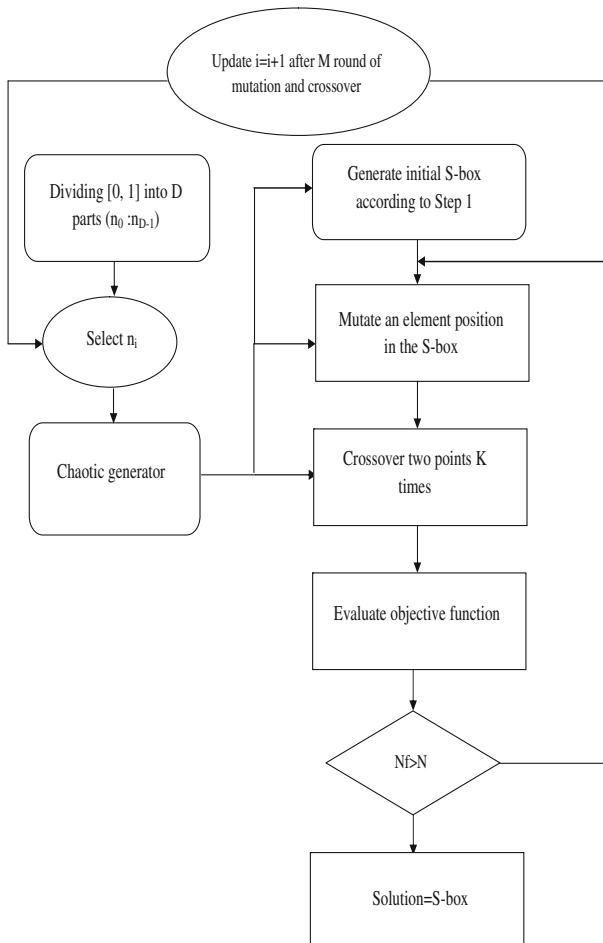 Update i=i+1 after M round of
mutation and crossover
Dividing [0, 1] into D
parts (n0 :nD-1)
Generate initial S-box
according to Step 1
Select ni
Mutate an element position
in the S-box
Chaotic generator
Crossover two points K
times
Evaluate objective function
Nf>N
Solution=S-box